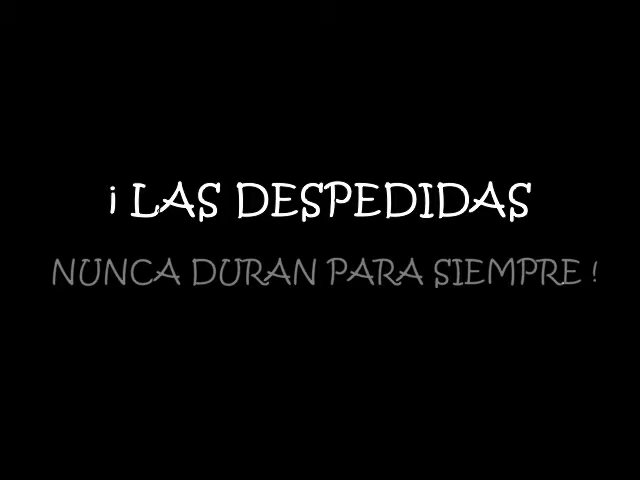 ¡ LAS DESPEDIDAS
NUNCA DURAN PARA SIEMPRE !